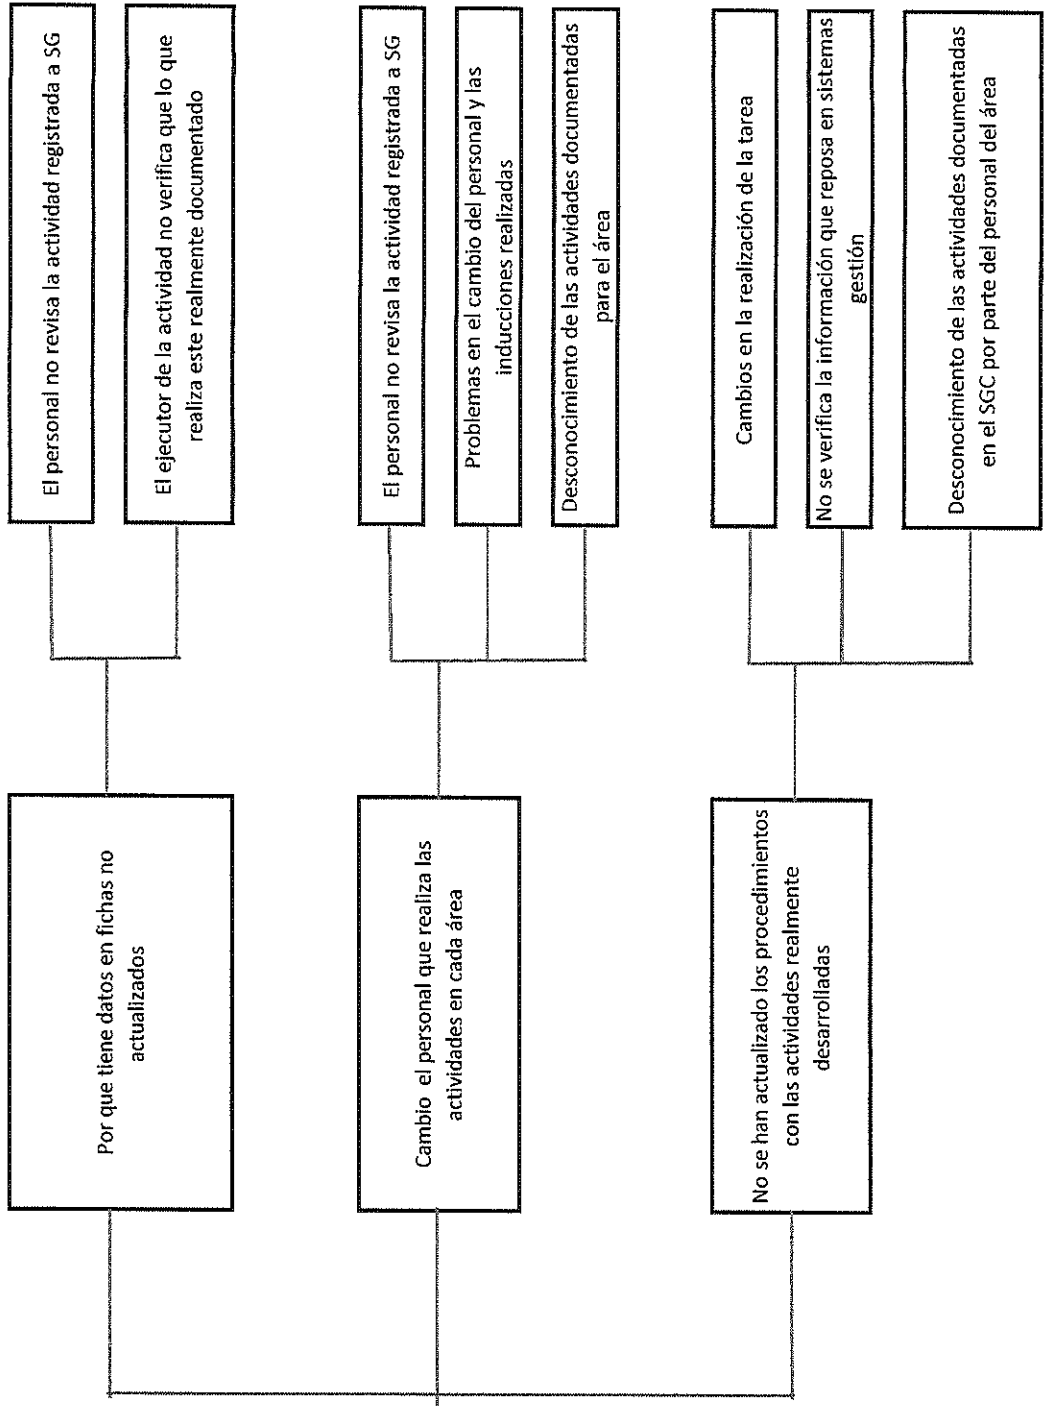 Por que tiene datos en fichas no
actualizados
El personal no revisa la actividad registrada a SG
El ejecutor de la actividad no verifica que lo que
realiza este realmente documentado
Cambio el personal que realiza las
actividades en cada área
El personal no revisa la actividad registrada a SG
Problemas en el cambio del personal y las
inducciones realizadas
Desconocimiento de las actividades documentadas
para el área
No se han actualizado los procedimientos
con las actividades realmente
desarrolladas
Cambios en la realización de la tarea
No se verifica la información que reposa en sistemas
gestión
Desconocimiento de las actividades documentadas
en el SGC por parte del personal del área